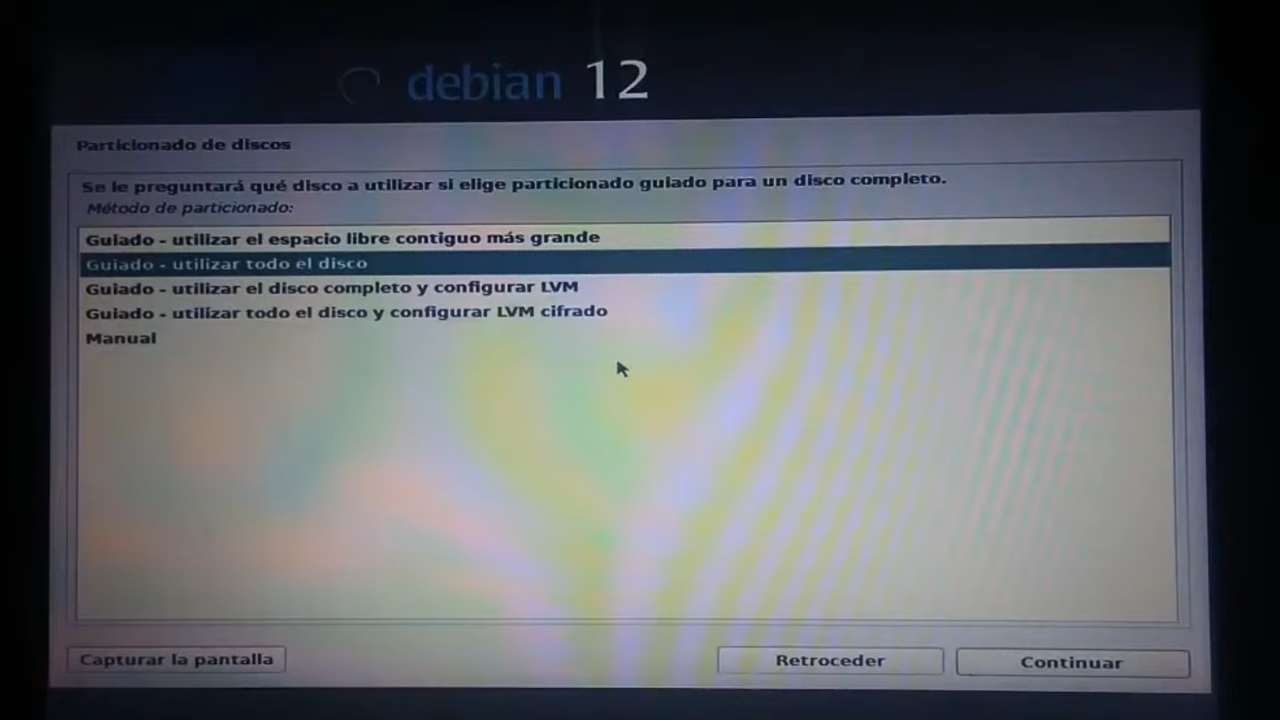 debian 12
Particionado de discos
Se le preguntará qué disco a utilizar si elige particionado guiado para un disco completo.
Método de particionado:
Guiado - utilizar el espacio libre contiguo más grande
Guiado - utilizar todo el disco
Guiado - utilizar el disco completo y configurar LVM
Guiado - utilizar todo el disco y configurar LVM cifrado
Manual
Capturar la pantalla
Retroceder
Continuar